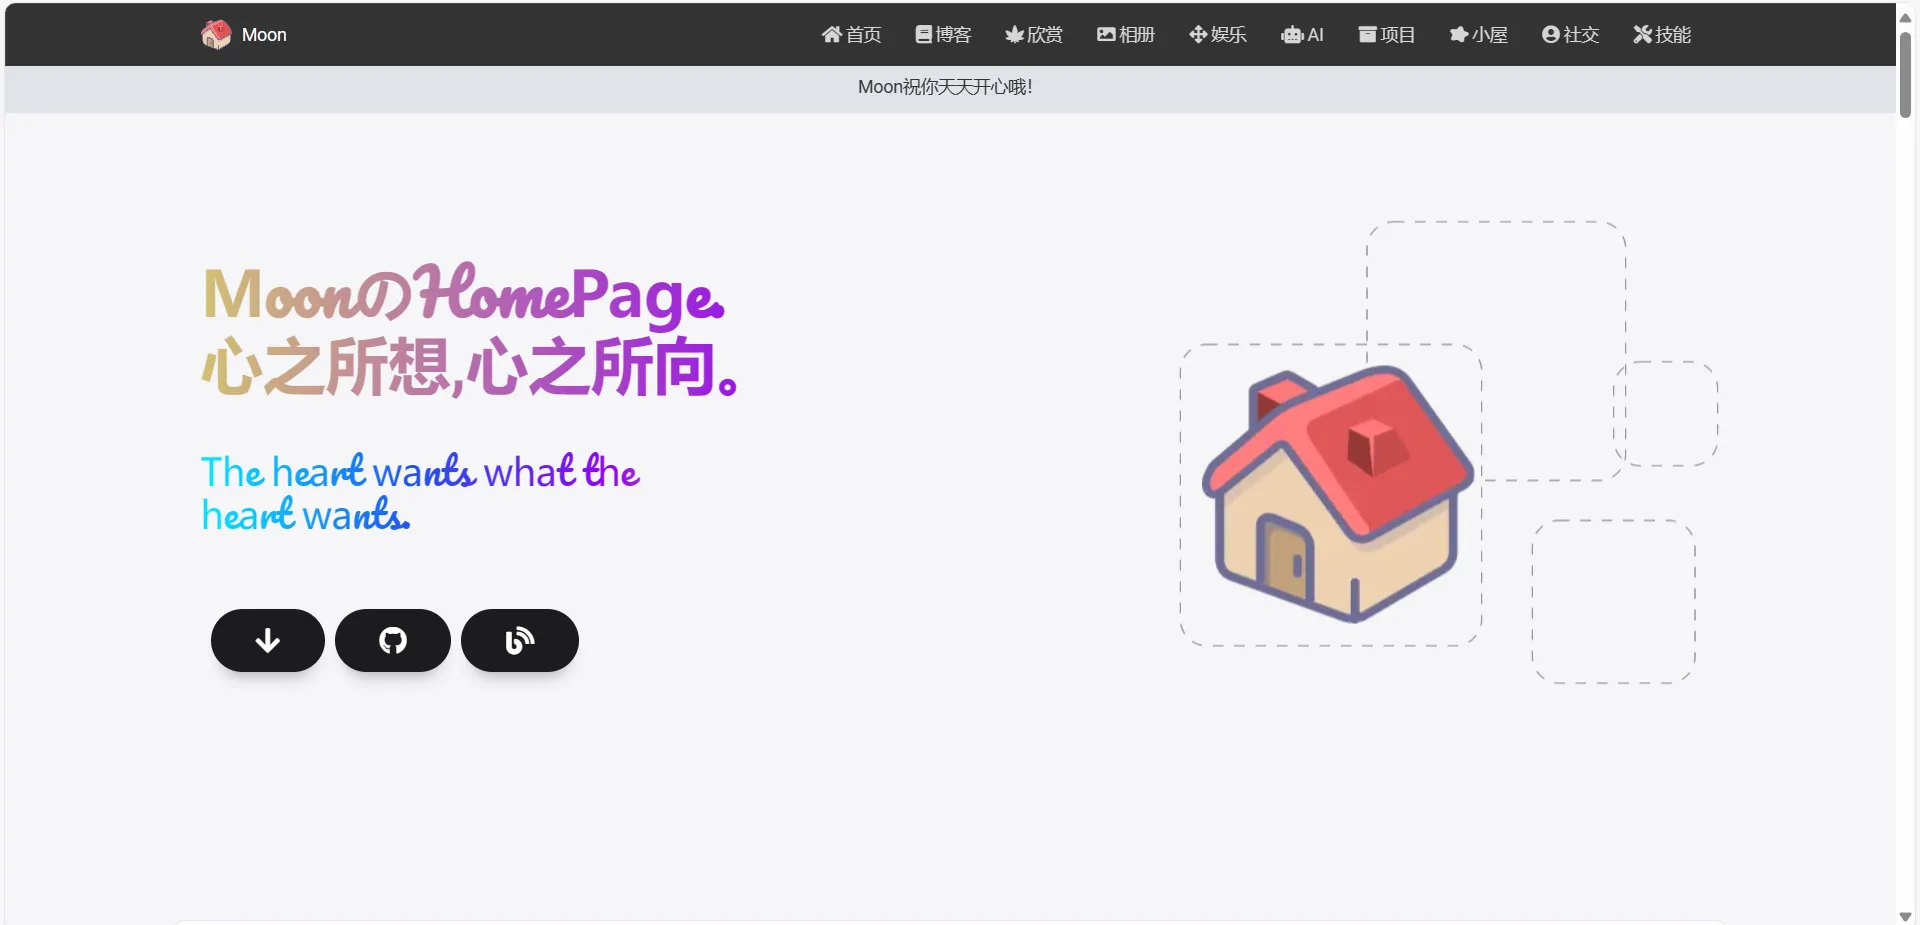 Moon
首页 博客 欣赏 相册 娱乐 AI 项目 小屋 社交 技能
Moon祝你天天开心哦!
MoonのHomePage.
心之所想,心之所向。
The heart wants what the
heart wants.